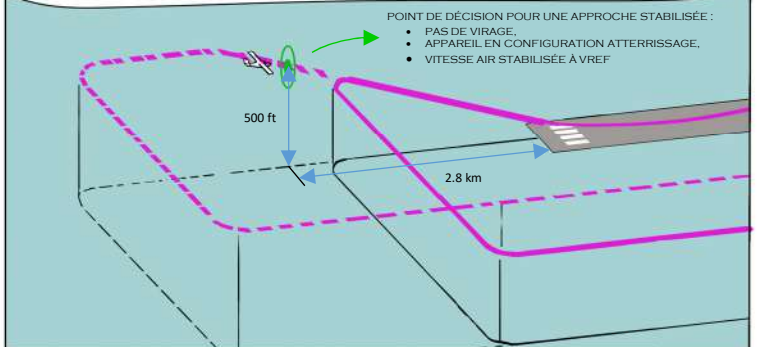 POINT DE DÉCISION POUR UNE APPROCHE STABILISÉE :
• PAS DE VIRAGE,
• APPAREIL EN CONFIGURATION ATTERRISSAGE,
• VITESSE AIR STABILISÉE À VREF
500 ft
2.8 km